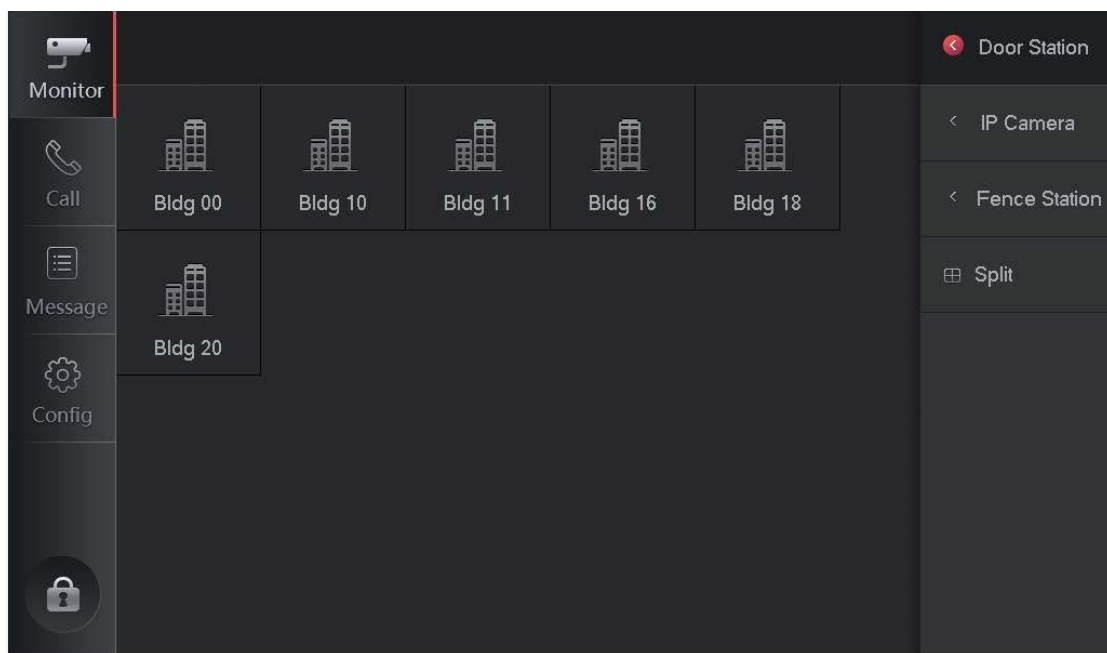 Monitor
Call
Message
Config
Bldg 00
Bldg 10
Bldg 11
Bldg 16
Bldg 18
Bldg 20
Door Station
IP Camera
Fence Station
Split